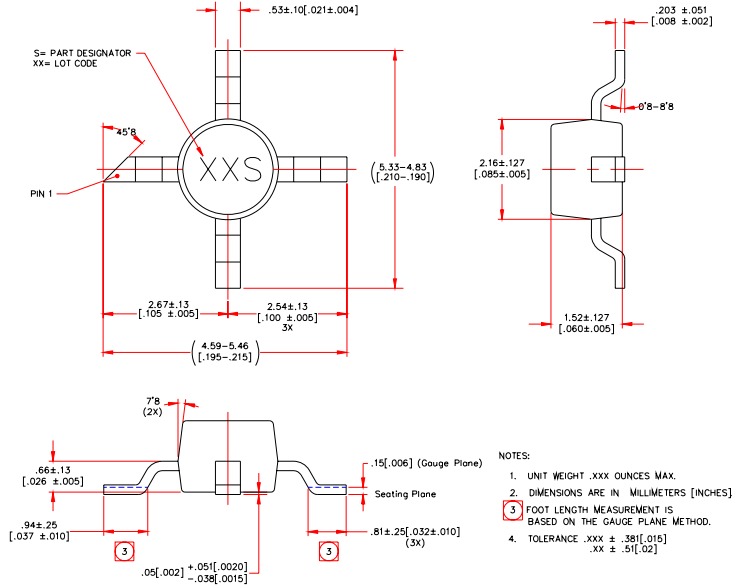 .53±.10[.021±.004]
.203 ±.051
[.008 ±.002]
S= PART DESIGNATOR
XX= LOT CODE
45°8
0°8-8°8
XXS
(5.33-4.83)
[.210-.190]
2.16±.127
[.085±.005]
PIN 1
2.67±.13
[.105 ±.005]
2.54±.13
[.100 ±.005]
3X
1.52±.127
[.060±.005]
(4.59-5.46)
[.195-.215]
7°8
(2X)
.66±.13
[.026 ±.005]
.15[.006] (Gauge Plane)
Seating Plane
.94±.25
[.037 ±.010]
.81±.25[.032±.010]
(3X)
3
3
.05[.002] +.051[.0020]
-.038[.0015]
NOTES:
1. UNIT WEIGHT .XXX OUNCES MAX.
2. DIMENSIONS ARE IN MILLIMETERS [INCHES]
3 FOOT LENGTH MEASUREMENT IS
BASED ON THE GAUGE PLANE METHOD.
4. TOLERANCE .XXX ± .381[.015]
.XX ± .51[.02]